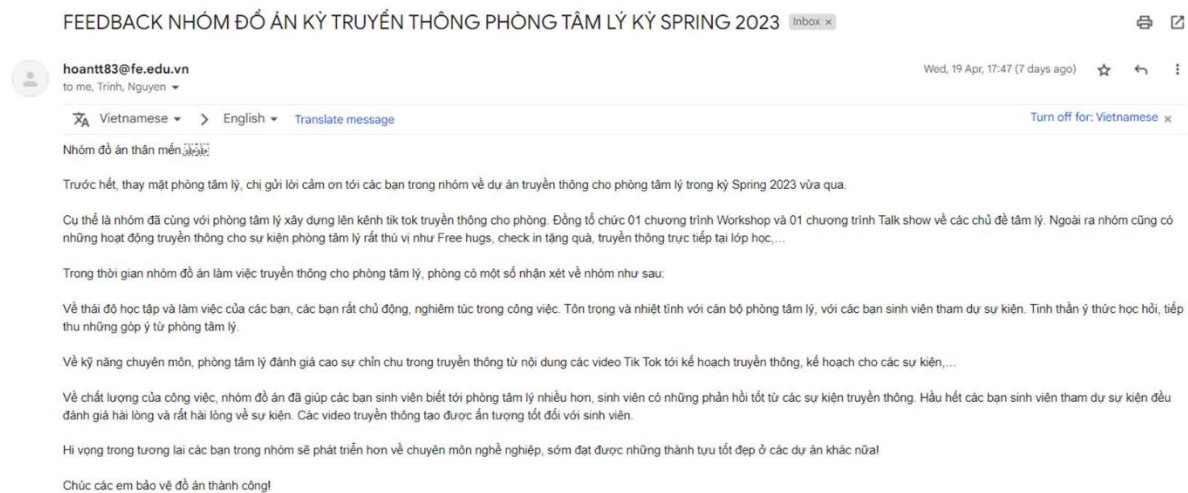 FEEDBACK NHÓM ĐỒ ÁN KỲ TRUYỀN THÔNG PHÒNG TÂM LÝ KỲ SPRING 2023 Inbox ×
hoantt83@fe.edu.vn Wed, 19 Apr, 17:47 (7 days ago)
to me, Trinh, Nguyen
Vietnamese > English Translate message Turn off for: Vietnamese ×
Nhóm đồ án thân mến
Trước hết, thay mặt phòng tâm lý, chị gửi lời cảm ơn tới các bạn trong nhóm về dự án truyền thông cho phòng tâm lý trong kỳ Spring 2023 vừa qua.
Cụ thể là nhóm đã cùng với phòng tâm lý xây dựng lên kênh tik tok truyền thông cho phòng. Đồng tổ chức 01 chương trình Workshop và 01 chương trình Talk show về các chủ đề tâm lý. Ngoài ra nhóm cũng có
những hoạt động truyền thông cho sự kiện phòng tâm lý rất thú vị như Free hugs, check in tặng quà, truyền thông trực tiếp tại lớp học,...
Trong thời gian nhóm đồ án làm việc truyền thông cho phòng tâm lý, phòng có một số nhận xét về nhóm như sau:
Về thái độ học tập và làm việc của các bạn, các bạn rất chủ động, nghiêm túc trong công việc. Tôn trọng và nhiệt tình với cán bộ phòng tâm lý, với các bạn sinh viên tham dự sự kiện. Tinh thần ý thức học hỏi, tiếp
thu những góp ý từ phòng tâm lý.
Về kỹ năng chuyên môn, phòng tâm lý đánh giá cao sự chỉn chu trong truyền thông từ nội dung các video Tik Tok tới kế hoạch truyền thông, kế hoạch cho các sự kiện,...
Về chất lượng của công việc, nhóm đồ án đã giúp các bạn sinh viên biết tới phòng tâm lý nhiều hơn, sinh viên có những phản hồi tốt từ các sự kiện truyền thông. Hầu hết các bạn sinh viên tham dự sự kiện đều
đánh giá hài lòng và rất hài lòng về sự kiện. Các video truyền thông tạo được ấn tượng tốt đối với sinh viên.
Hi vọng trong tương lai các bạn trong nhóm sẽ phát triển hơn về chuyên môn nghề nghiệp, sớm đạt được những thành tựu tốt đẹp ở các dự án khác nữa!
Chúc các em bảo vệ đồ án thành công!